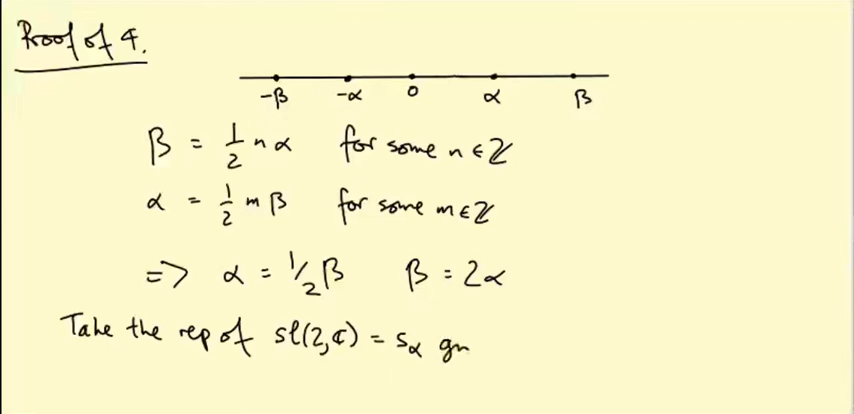 Proof of 4.
-β -α 0 α β
β = 1/2 n α for some n ∈ ℤ
α = 1/2 m β for some m ∈ ℤ
=> α = 1/2 β β = 2α
Take the rep of sl(2,ℂ) = s_α gn